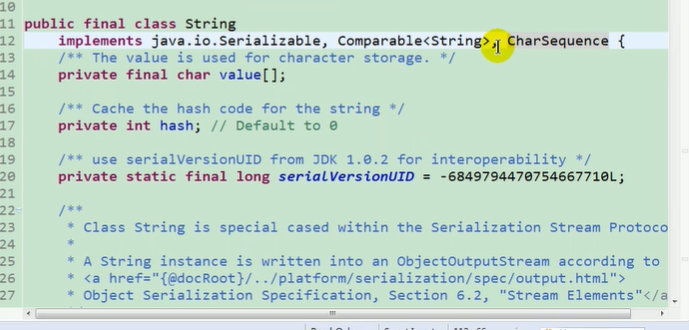 10
11 public final class String
12 implements java.io.Serializable, Comparable<String>, CharSequence {
13 /** The value is used for character storage. */
14 private final char value[];
15
16 /** Cache the hash code for the string */
17 private int hash; // Default to 0
18
19 /** use serialVersionUID from JDK 1.0.2 for interoperability */
20 private static final long serialVersionUID = -6849794470754667710L;
21
22 /**
23 * Class String is special cased within the Serialization Stream Protoco
24 *
25 * A String instance is written into an ObjectOutputStream according to
26 * <a href="{@docRoot}/../platform/serialization/spec/output.html">
27 * Object Serialization Specification, Section 6.2, "Stream Elements"</a